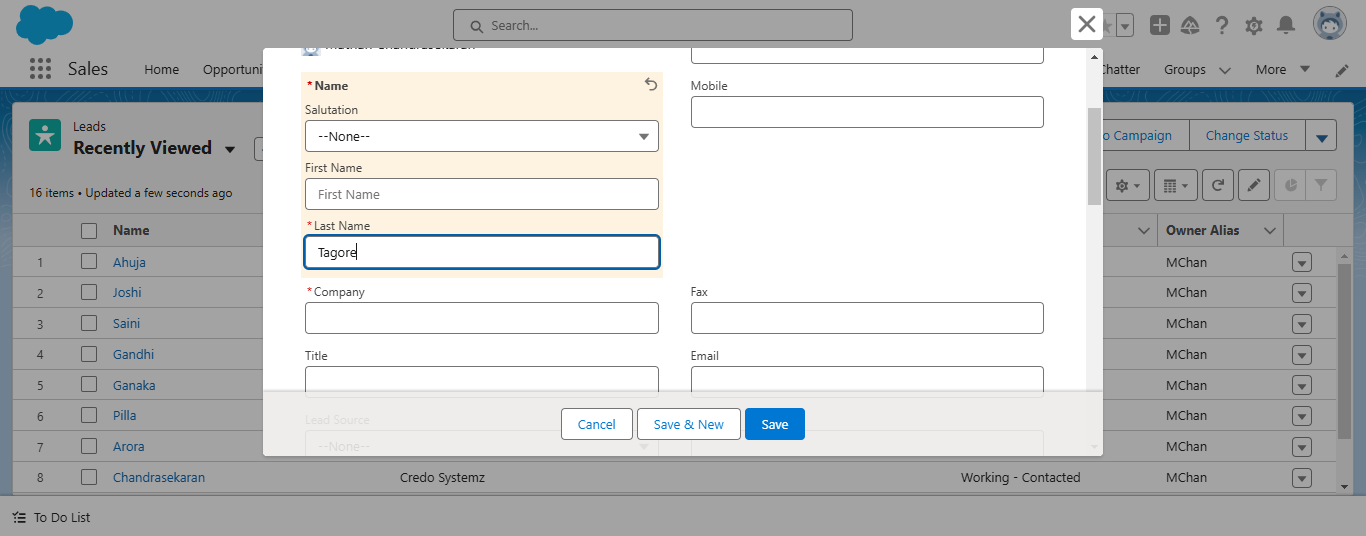 salesforce
Search...
Sales
Home
Opportuni
Chatter
Groups
More
Leads
Recently Viewed
o Campaign
Change Status
16 items • Updated a few seconds ago
Name
Owner Alias
1 Ahuja MChan
2 Joshi MChan
3 Saini MChan
4 Gandhi MChan
5 Ganaka MChan
6 Pilla MChan
7 Arora MChan
8 Chandrasekaran Credo Systemz Working - Contacted MChan
*Name
Salutation
--None--
First Name
First Name
*Last Name
Tagore
*Company
Title
Lead Source
--None--
Mobile
Fax
Email
Cancel
Save & New
Save
To Do List